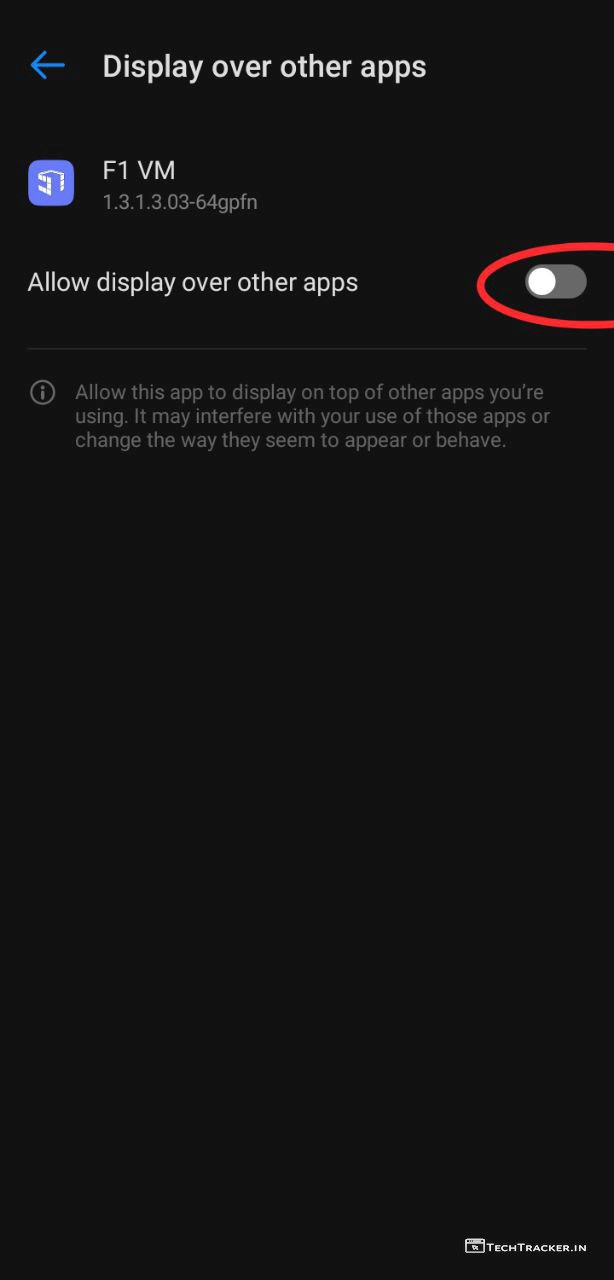 Display over other apps
F1 VM
1.3.1.3.03-64gpfn
Allow display over other apps
Allow this app to display on top of other apps you’re
using. It may interfere with your use of those apps or
change the way they seem to appear or behave.
TECHTRACKER.IN